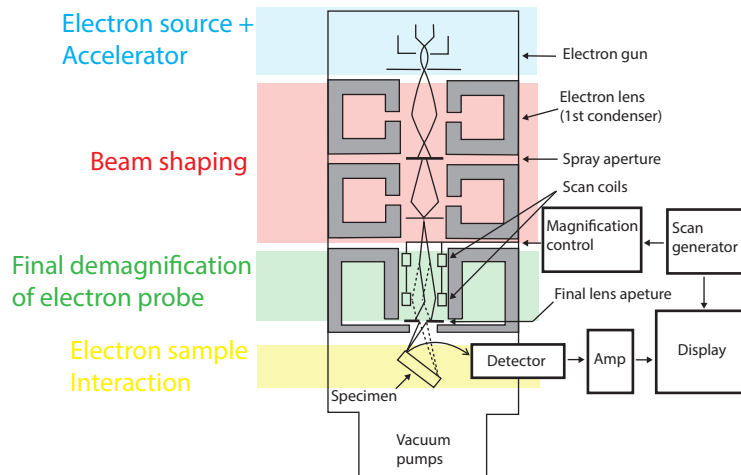 Electron source +
Accelerator
Electron gun
Electron lens
(1st condenser)
Beam shaping
Spray aperture
Scan coils
Magnification
control
Scan
generator
Final demagnification
of electron probe
Final lens apeture
Electron sample
Interaction
Detector
Amp
Display
Specimen
Vacuum
pumps